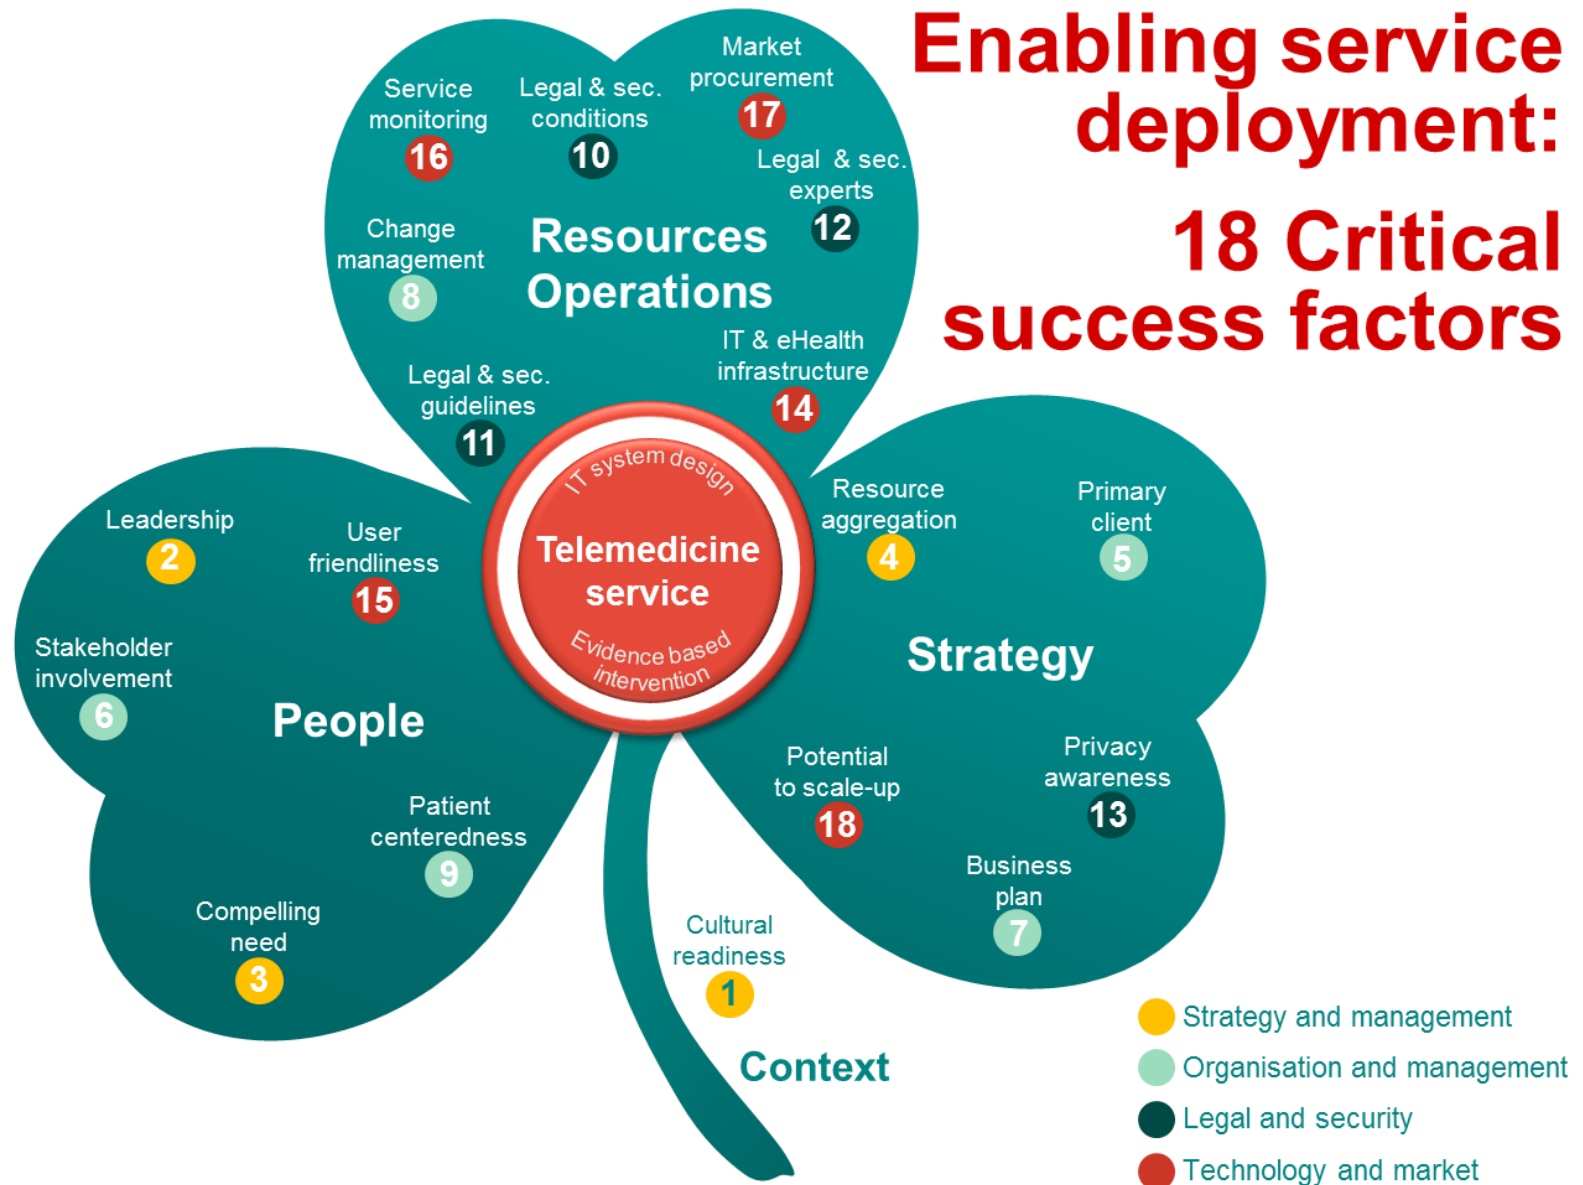 Enabling service
deployment:
18 Critical
success factors
Market
procurement
17
Service
monitoring
16
Legal & sec.
conditions
10
Legal & sec.
experts
12
Change
management
8
Resources
Operations
IT & eHealth
infrastructure
14
Legal & sec.
guidelines
11
IT system design
Telemedicine
service
Evidence based
intervention
Leadership
2
User
friendliness
15
Stakeholder
involvement
6
People
Patient
centeredness
9
Compelling
need
3
Resource
aggregation
4
Primary
client
5
Strategy
Potential
to scale-up
18
Privacy
awareness
13
Business
plan
7
Cultural
readiness
1
Context
Strategy and management
Organisation and management
Legal and security
Technology and market